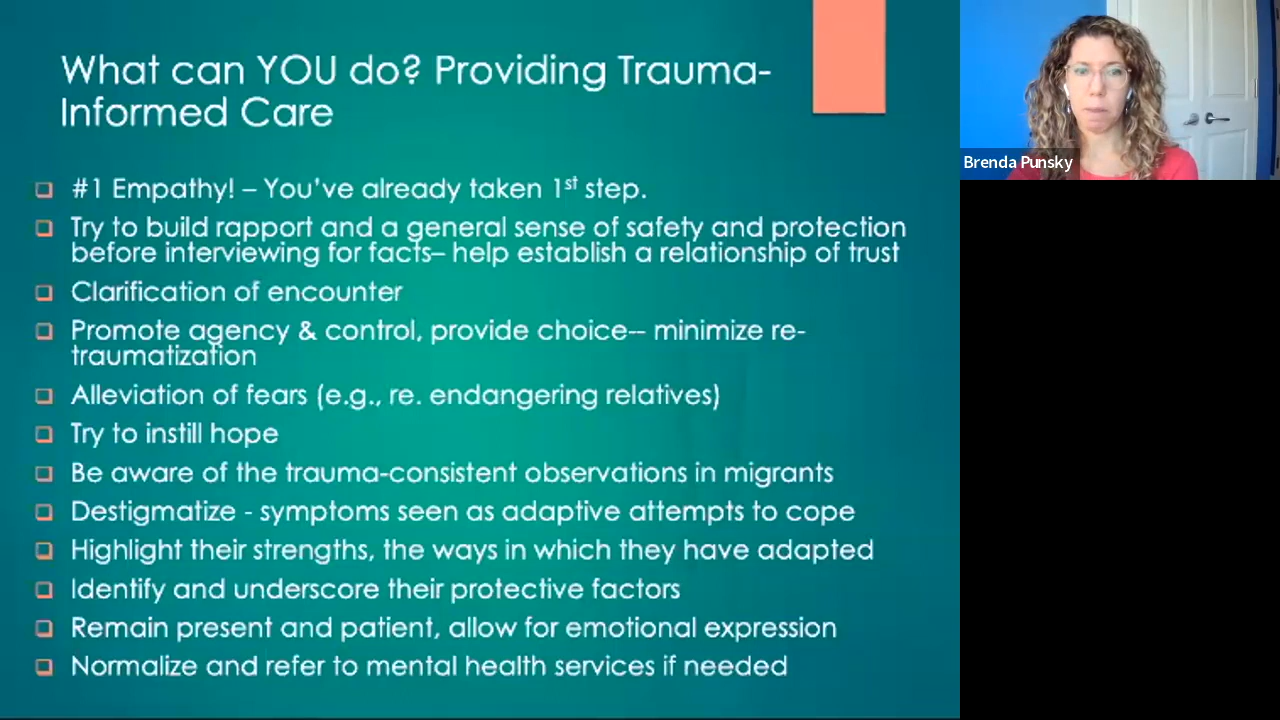 What can YOU do? Providing Trauma-
Informed Care
#1 Empathy! – You've already taken 1st step.
Try to build rapport and a general sense of safety and protection
before interviewing for facts– help establish a relationship of trust
Clarification of encounter
Promote agency & control, provide choice-- minimize re-
traumatization
Alleviation of fears (e.g., re. endangering relatives)
Try to instill hope
Be aware of the trauma-consistent observations in migrants
Destigmatize - symptoms seen as adaptive attempts to cope
Highlight their strengths, the ways in which they have adapted
Identify and underscore their protective factors
Remain present and patient, allow for emotional expression
Normalize and refer to mental health services if needed
Brenda Punsky